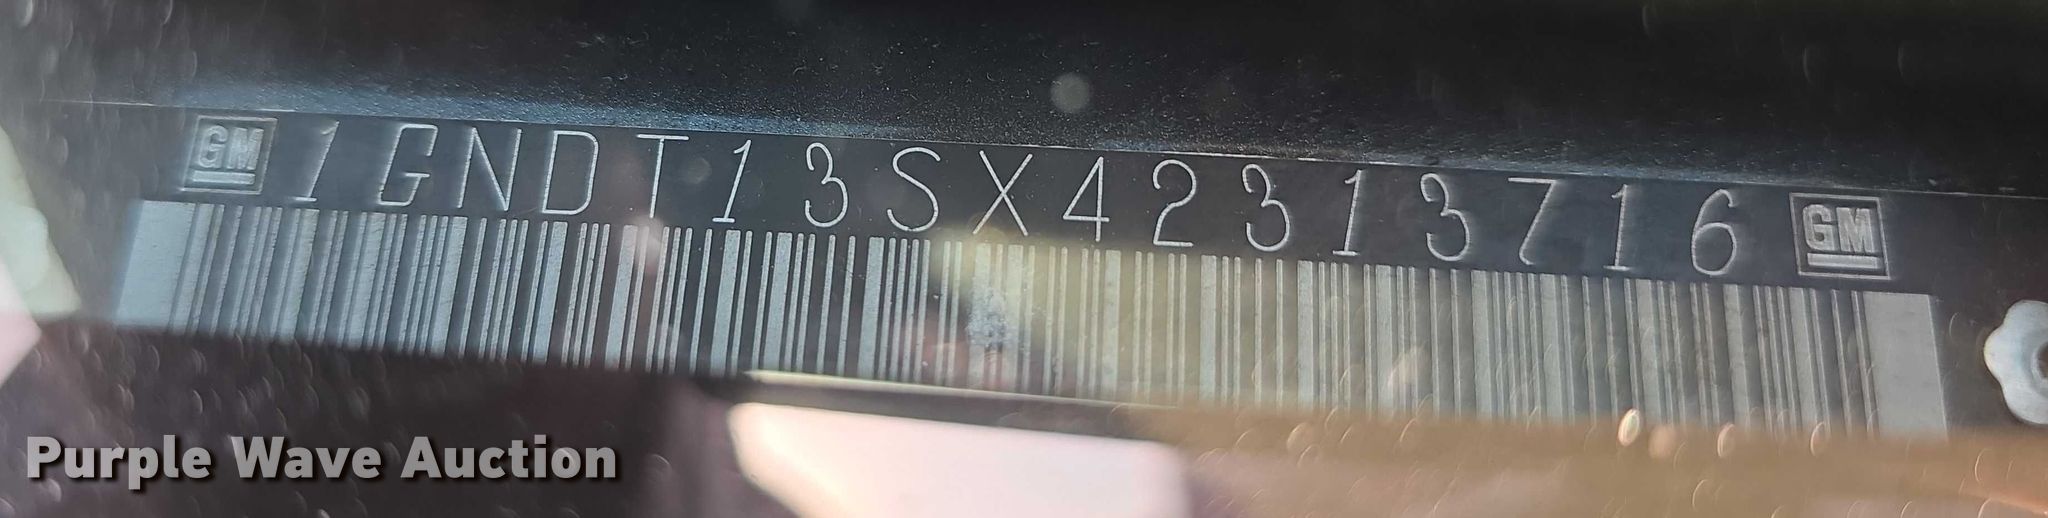 GM 1GNDT13SX42313716 GM
Purple Wave Auction